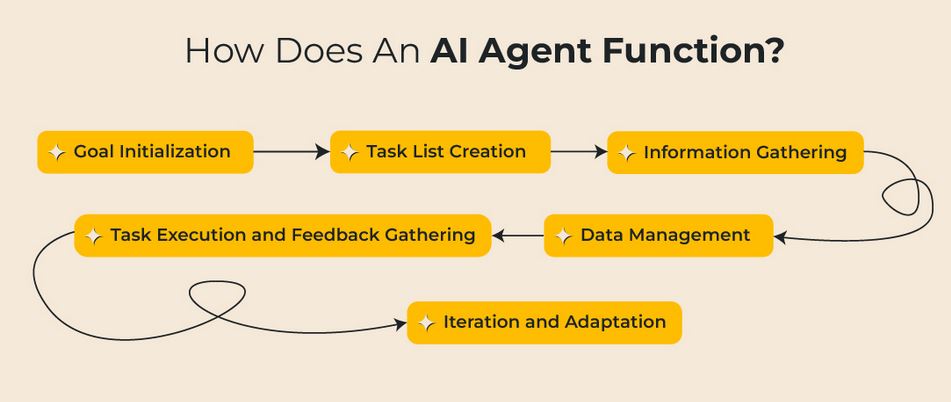 How Does An AI Agent Function?
Goal Initialization
Task List Creation
Information Gathering
Data Management
Task Execution and Feedback Gathering
Iteration and Adaptation